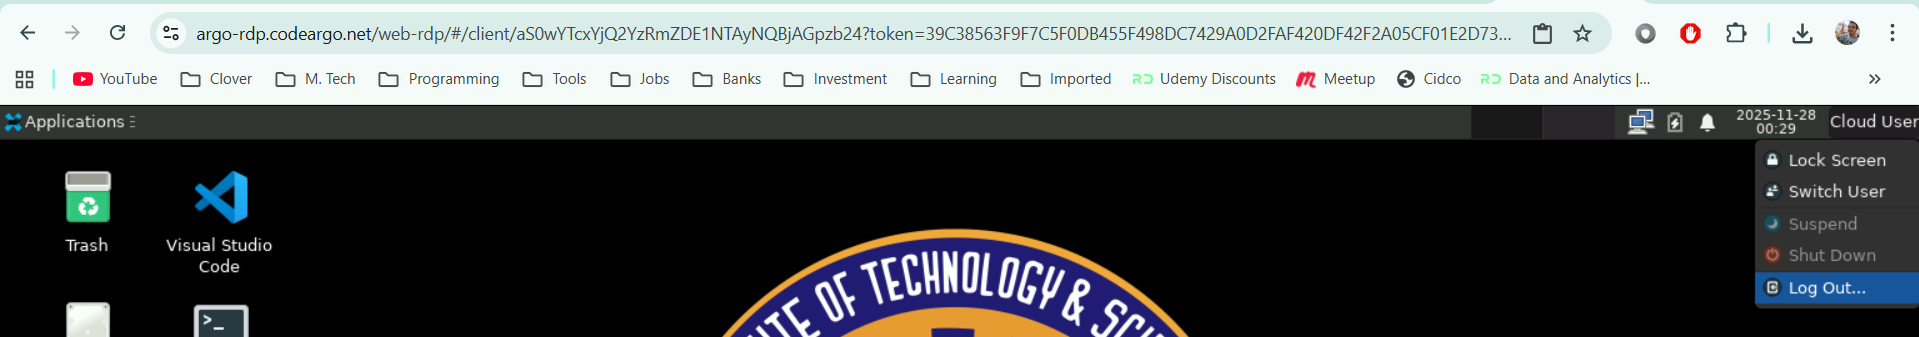 argo-rdp.codeargo.net/web-rdp/#/client/aS0wYTcxYjQ2YzRmZDE1NTAyNQBjAGpzb24?token=39C38563F9F7C5F0DB455F498DC7429A0D2FAF420DF42F2A05CF01E2D73...
YouTube Clover M. Tech Programming Tools Jobs Banks Investment Learning Imported Udemy Discounts Meetup Cidco Data and Analytics |... »
Applications 2025-11-28 Cloud User
00:29
Lock Screen
Switch User
Suspend
Shut Down
Log Out...
Trash
Visual Studio
Code
OF TECHNOLOGY &
>_